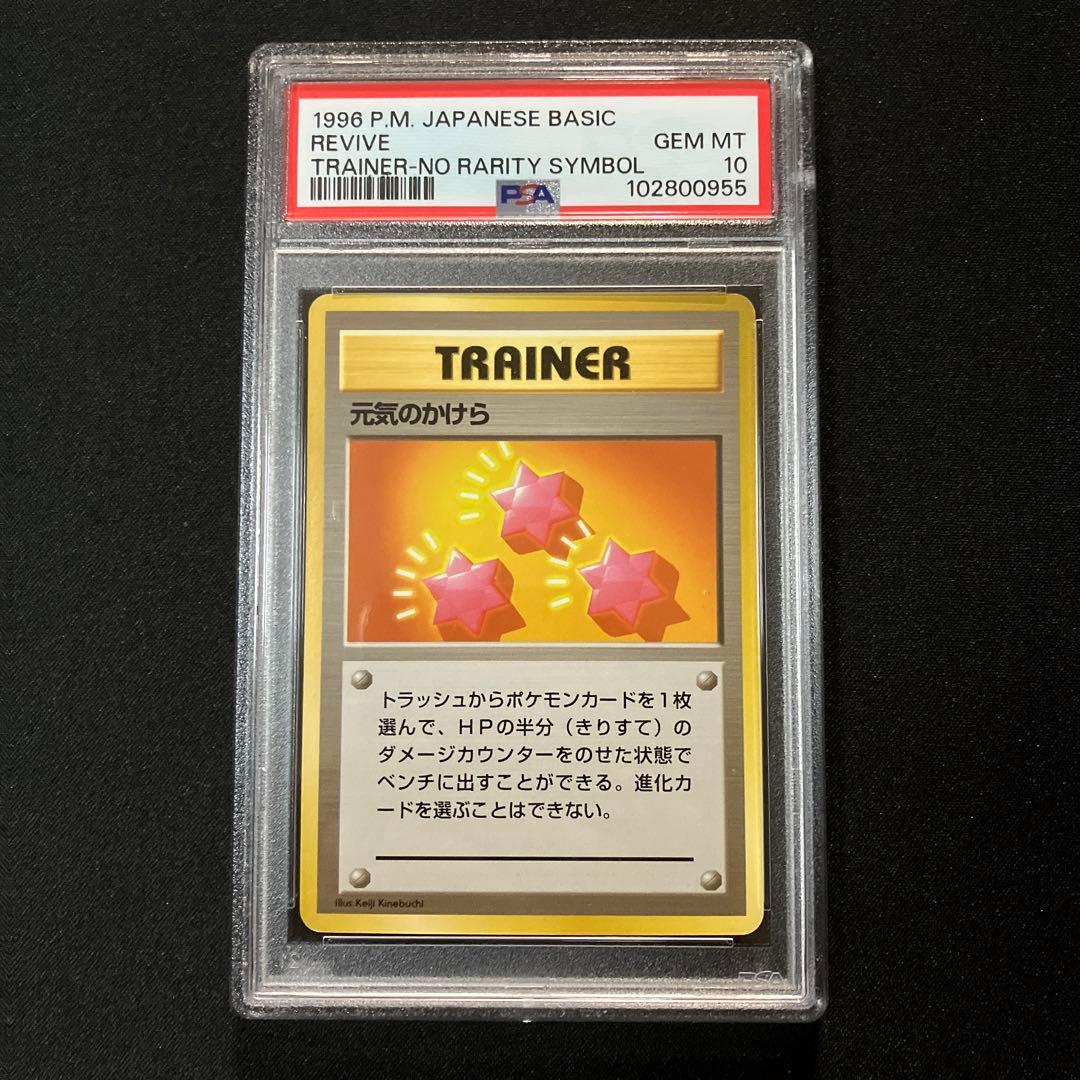 1996 P.M. JAPANESE BASIC
REVIVE GEM MT
TRAINER-NO RARITY SYMBOL 10
PSA 102800955
TRAINER
元気のかけら
トラッシュからポケモンカードを1枚
選んで、HPの半分（きりすて）の
ダメージカウンターをのせた状態で
ベンチに出すことができる。進化カ
ードを選ぶことはできない。
Illus.Keiji Kinebuchi
PSA